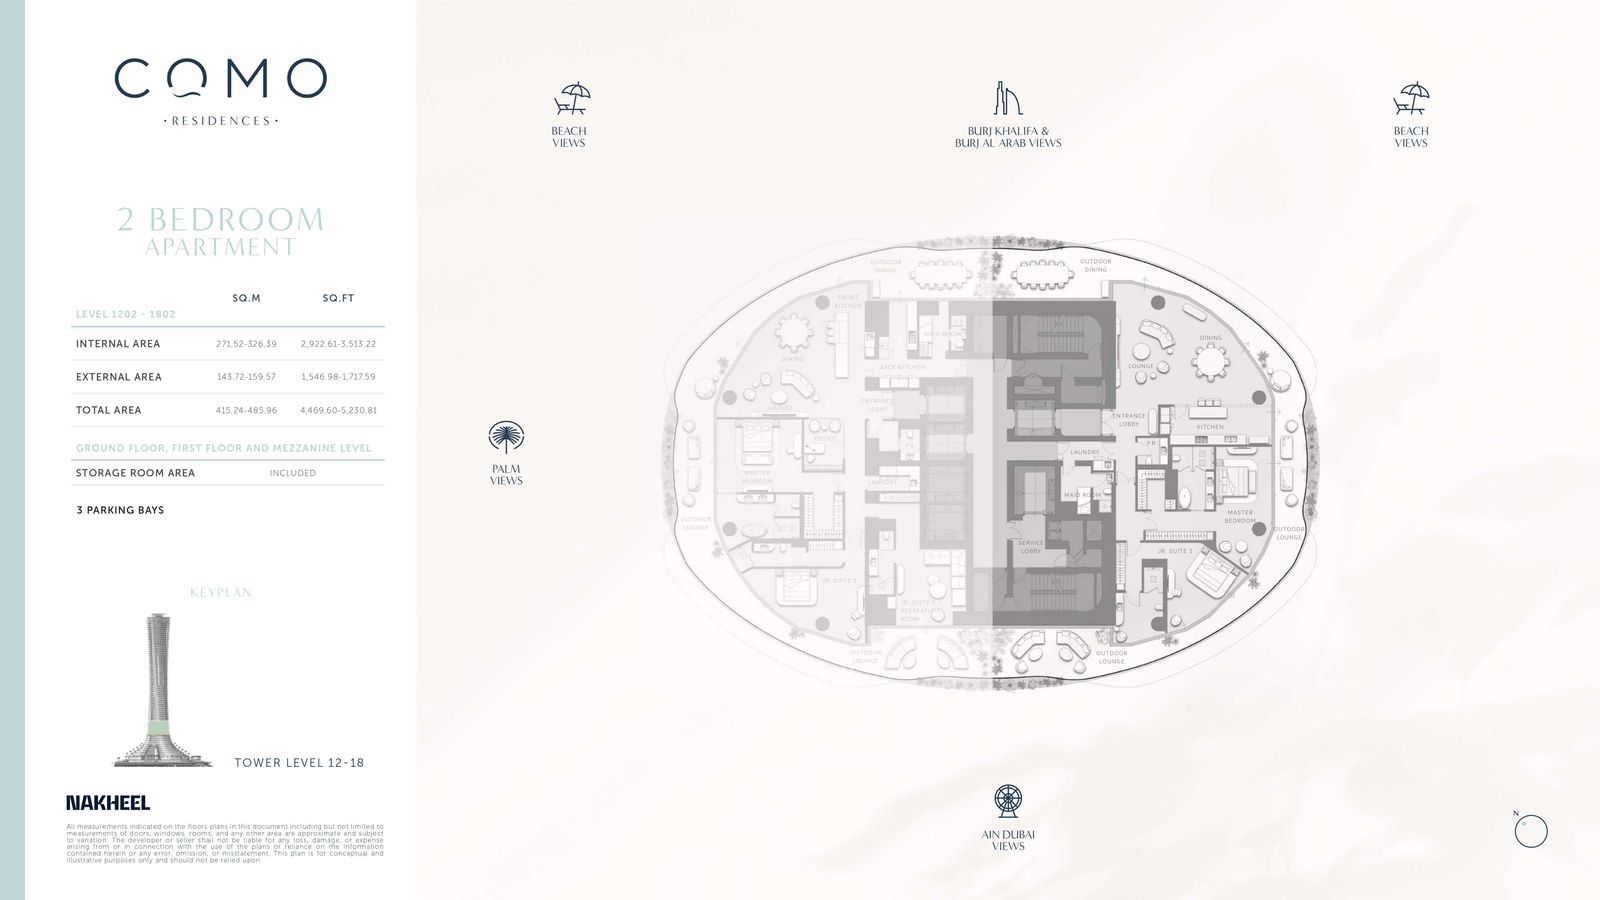 COMO
• RESIDENCES •
2 BEDROOM
APARTMENT
SQ.M SQ.FT
LEVEL 1202 - 1802
INTERNAL AREA 271.52-326.39 2,922.61-3,513.22
EXTERNAL AREA 143.72-159.57 1,546.98-1,717.59
TOTAL AREA 415.24-485.96 4,469.60-5,230.81
GROUND FLOOR, FIRST FLOOR AND MEZZANINE LEVEL
STORAGE ROOM AREA INCLUDED
3 PARKING BAYS
KEYPLAN
TOWER LEVEL 12-18
NAKHEEL
All measurements indicated on the floors plans in this document including but not limited to
measurements of doors, windows, rooms, and any other area are approximate and subject
to variation. The developer or seller shall not be liable for any loss, damage, or expense
arising from or in connection with the use of the plans or reliance on the information
contained herein or any error, omission, or misstatement. This plan is for conceptual and
illustrative purposes only and should not be relied upon.
BEACH
VIEWS
BURJ KHALIFA &
BURJ AL ARAB VIEWS
BEACH
VIEWS
PALM
VIEWS
OUTDOOR
DINING
OUTDOOR
DINING
FRONT
KITCHEN
MAID ROOM
DINING
DINING
BACK KITCHEN
LOUNGE
LOUNGE
ENTRANCE
LOBBY
ENTRANCE
LOBBY
KITCHEN
OFFICE
P.R.
P.R.
LAUNDRY
MASTER
BEDROOM
LAUNDRY
MAID ROOM
MASTER
BEDROOM
OUTDOOR
LOUNGE
OUTDOOR
LOUNGE
SERVICE
LOBBY
JR. SUITE 1
JR. SUITE 1
JR. SUITE 2 /
RECREATION
ROOM
OUTDOOR
LOUNGE
OUTDOOR
LOUNGE
AIN DUBAI
VIEWS
N